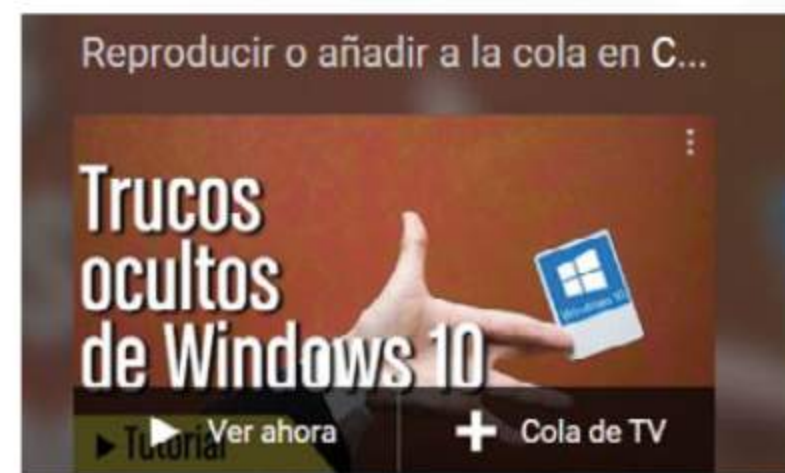 Reproducir o añadir a la cola en C...
Trucos
ocultos
de Windows 10
Windows 10
Tutorial
Ver ahora
Cola de TV